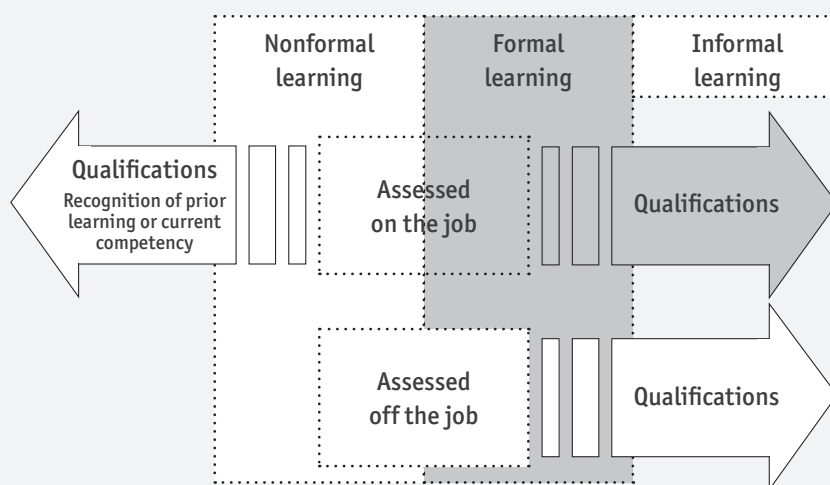 Nonformal
learning
Formal
learning
Informal
learning
Qualifications
Recognition of prior
learning or current
competency
Assessed
on the job
Qualifications
Assessed
off the job
Qualifications